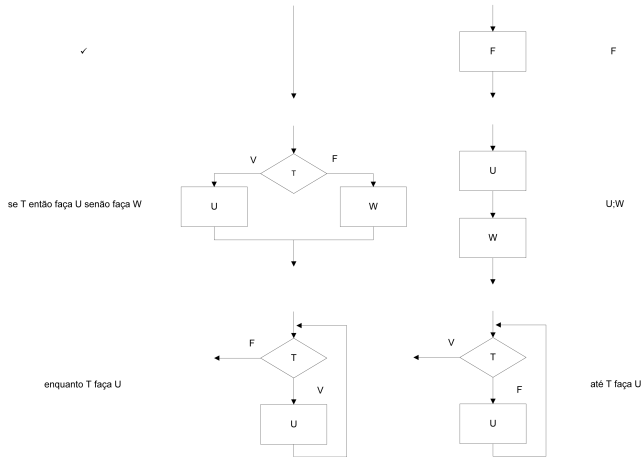 ✓
F
F
V
F
T
U
W
se T então faça U senão faça W
U
W
U;W
F
T
V
U
enquanto T faça U
V
T
F
U
até T faça U